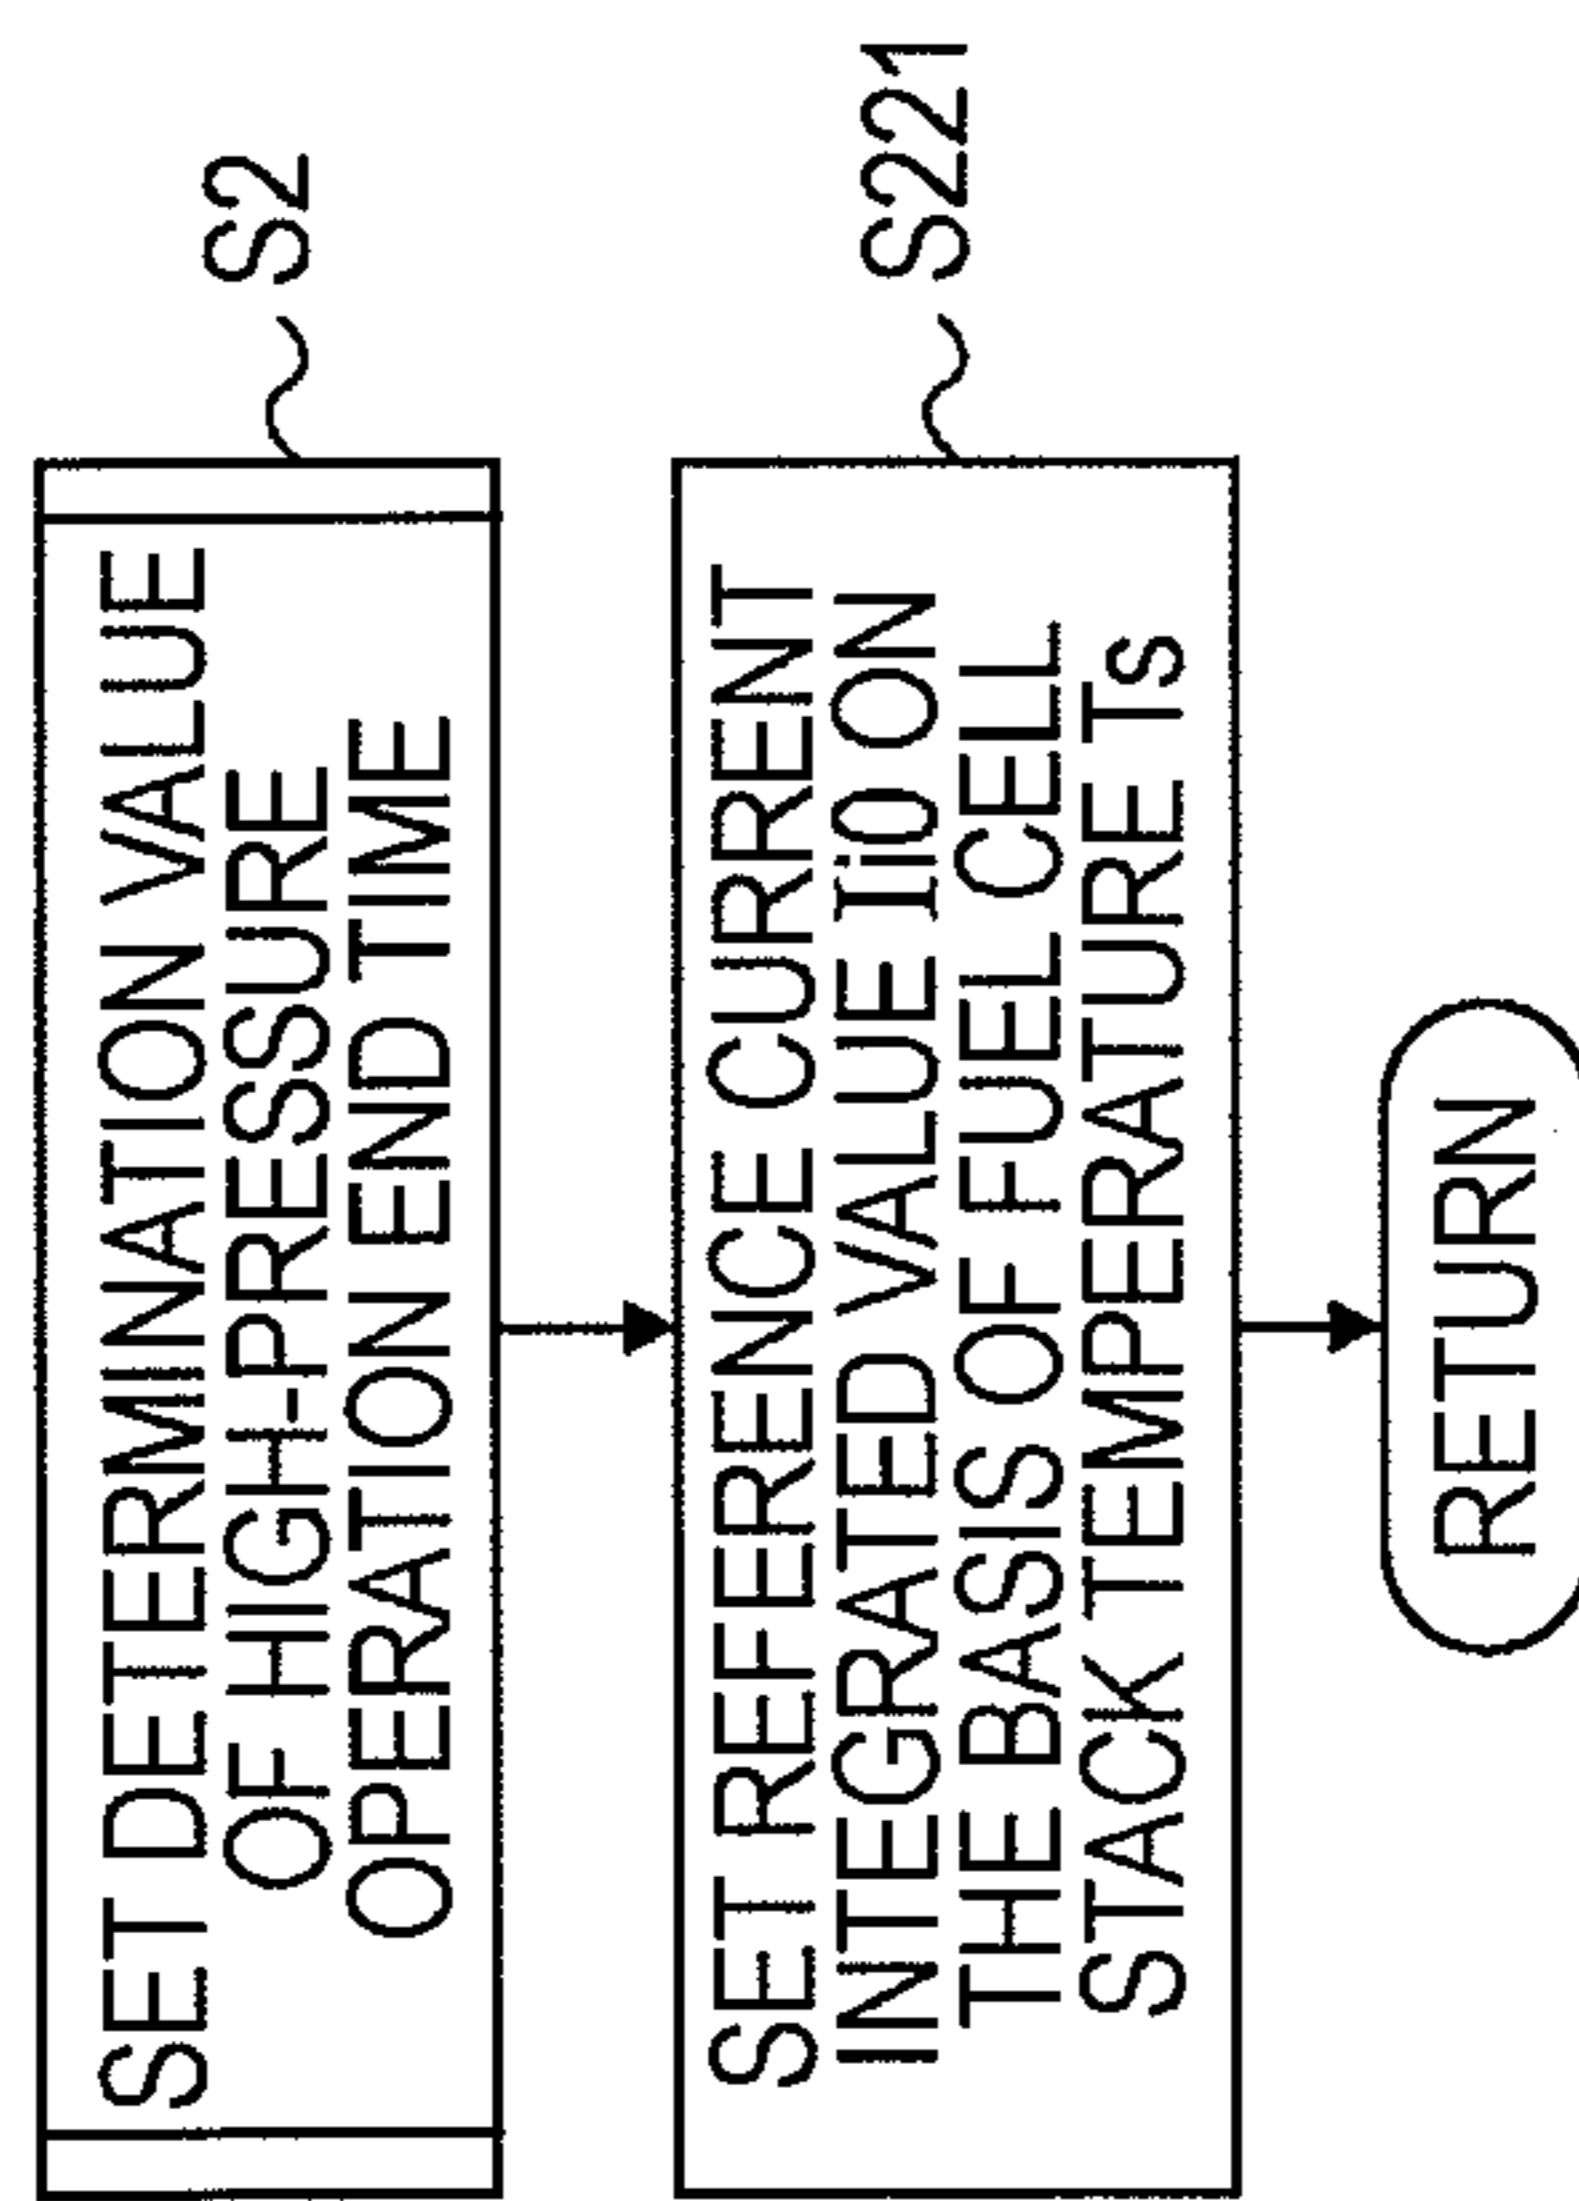 SET DETERMINATION VALUE
OF HIGH-PRESSURE
OPERATION END TIME
S2
SET REFERENCE CURRENT
INTEGRATED VALUE Ii0 ON
THE BASIS OF FUEL CELL
STACK TEMPERATURE Ts
S221
RETURN